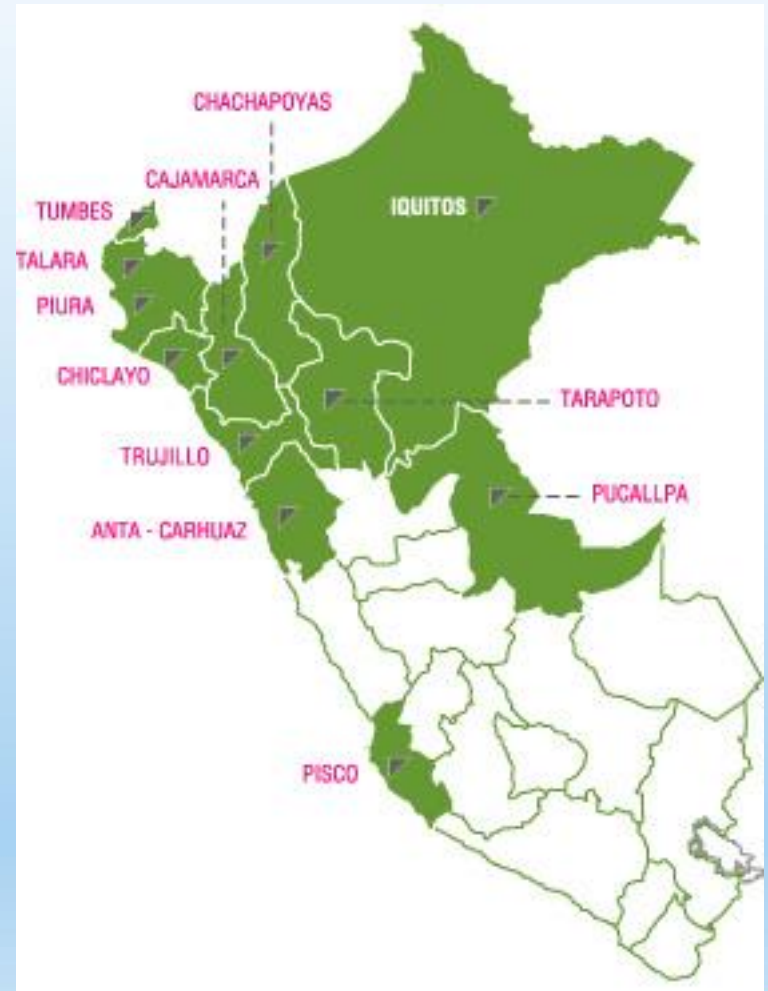 CHACHAPOYAS
CAJAMARCA
TUMBES
IQUITOS
TALARA
PIURA
CHICLAYO
TARAPOTO
TRUJILLO
PUCALLPA
ANTA - CARHUAZ
PISCO